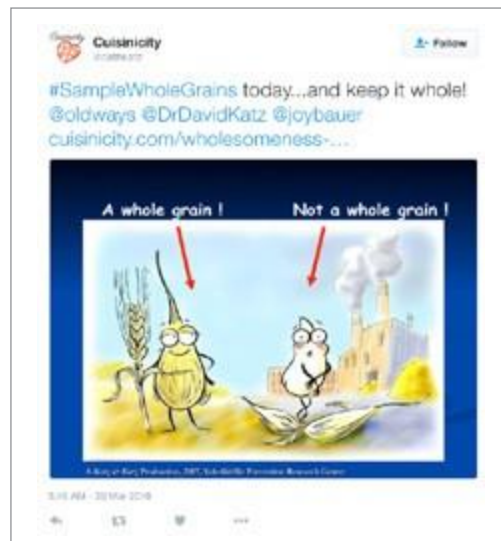 Cuisinicity
Follow
#SampleWholeGrains today...and keep it whole!
@oldways @DrDavidKatz @joybauer
cuisinicity.com/wholesomeness-...
A whole grain !
Not a whole grain !